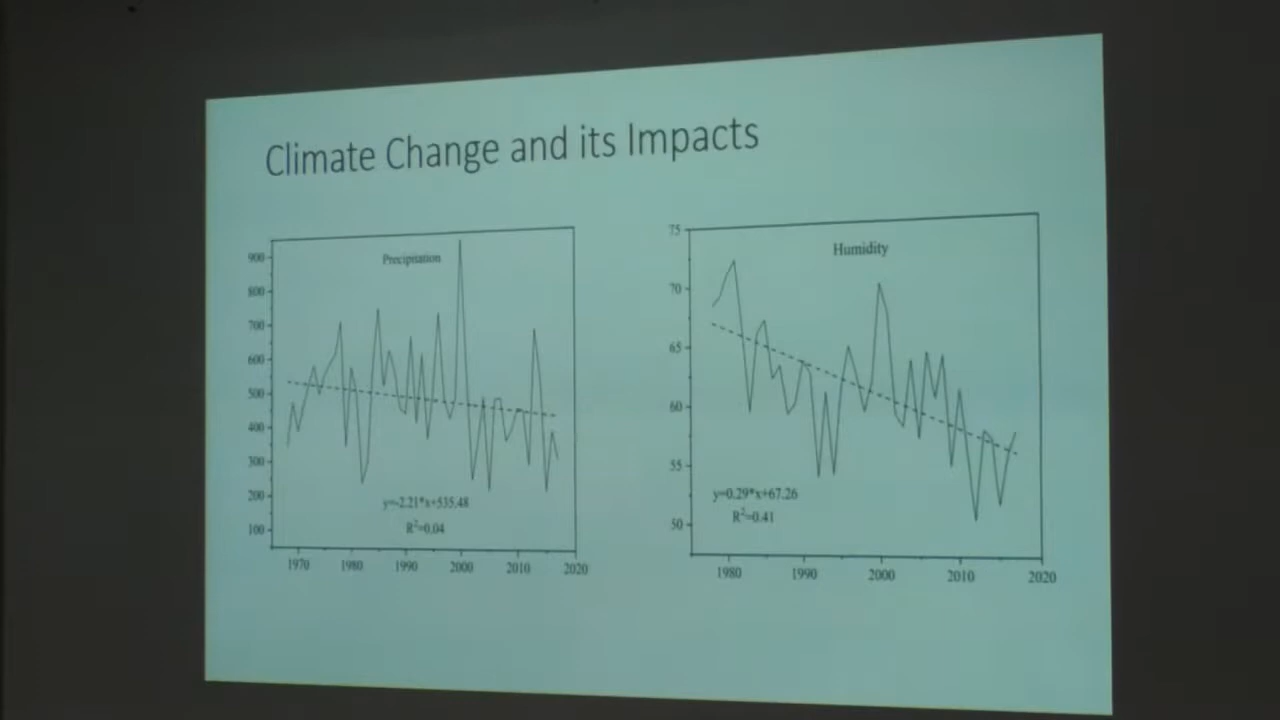 Climate Change and its Impacts
Precipitation
900
800
700
600
500
400
300
200
100
y=-2.21*x+535.48
R²=0.04
1970 1980 1990 2000 2010 2020
Humidity
75
70
65
60
55
50
y=0.29*x+67.26
R²=0.41
1980 1990 2000 2010 2020